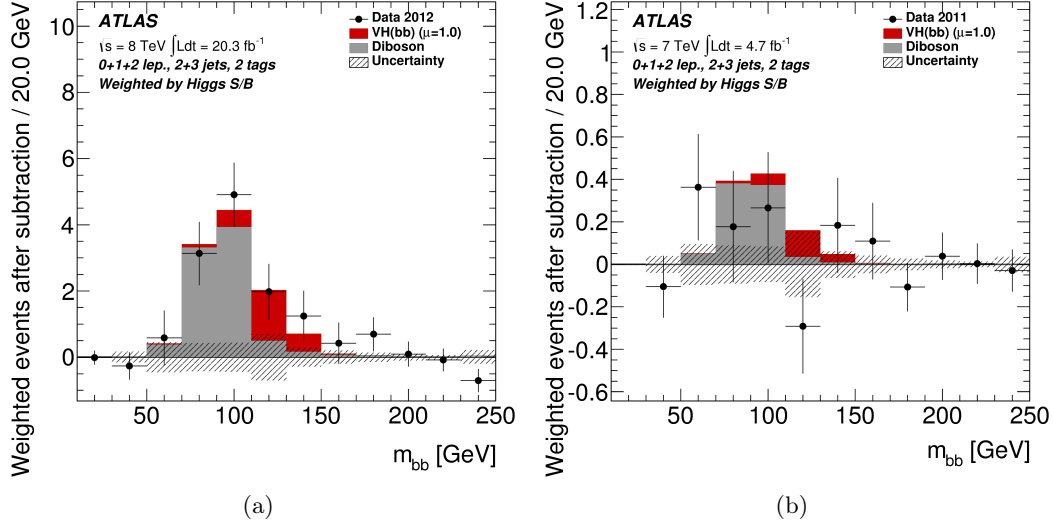 Weighted events after subtraction / 20.0 GeV
10
8
6
4
2
0
ATLAS
√s = 8 TeV ∫Ldt = 20.3 fb⁻¹
0+1+2 lep., 2+3 jets, 2 tags
Weighted by Higgs S/B
Data 2012
VH(bb) (μ=1.0)
Diboson
Uncertainty
50 100 150 200 250
m_bb [GeV]
(a)
Weighted events after subtraction / 20.0 GeV
1.2
1
0.8
0.6
0.4
0.2
0
-0.2
-0.4
-0.6
ATLAS
√s = 7 TeV ∫Ldt = 4.7 fb⁻¹
0+1+2 lep., 2+3 jets, 2 tags
Weighted by Higgs S/B
Data 2011
VH(bb) (μ=1.0)
Diboson
Uncertainty
50 100 150 200 250
m_bb [GeV]
(b)